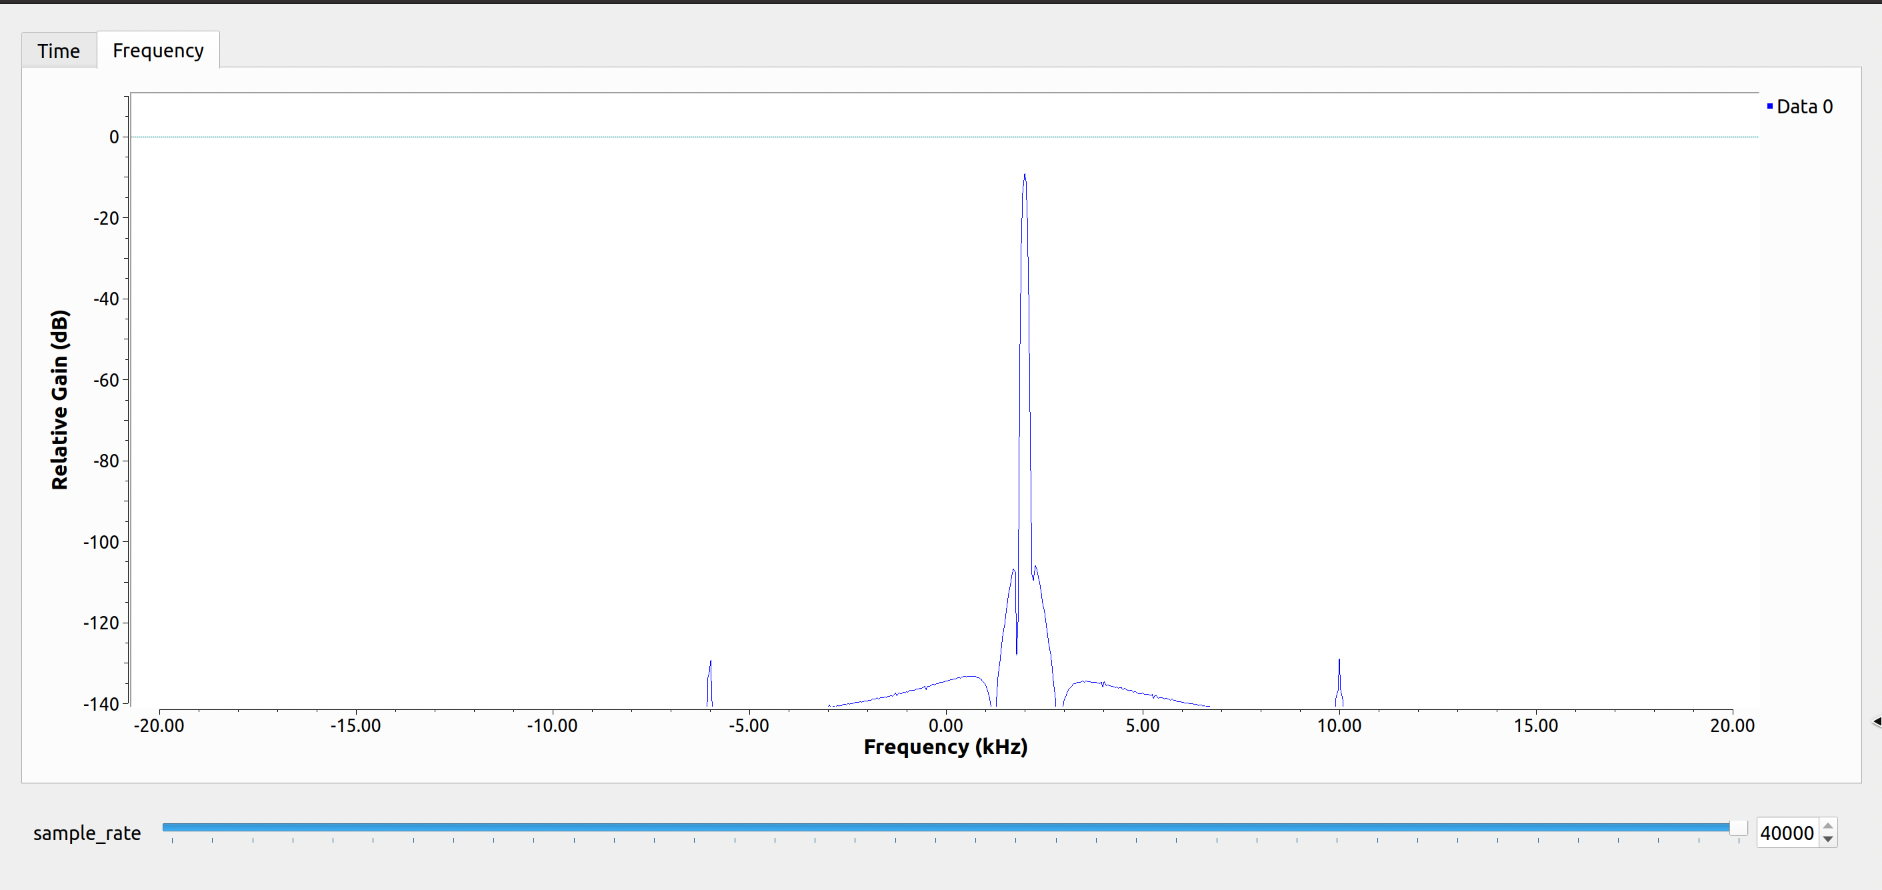 Time Frequency
Data 0
0
-20
-40
-60
-80
-100
-120
-140
Relative Gain (dB)
-20.00 -15.00 -10.00 -5.00 0.00 5.00 10.00 15.00 20.00
Frequency (kHz)
sample_rate 40000